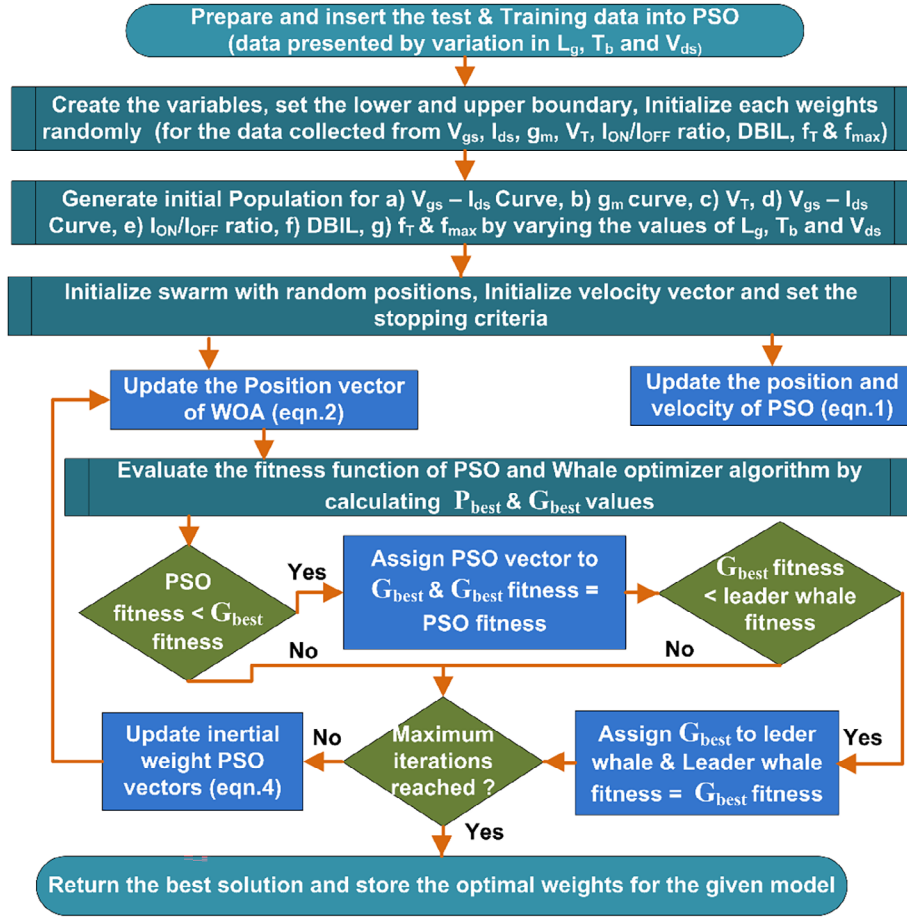 Prepare and insert the test & Training data into PSO
(data presented by variation in Lg, Tb and Vds)
Create the variables, set the lower and upper boundary, Initialize each weights
randomly (for the data collected from Vgs, Ids, gm, VT, ION/IOFF ratio, DBIL, fT & fmax)
Generate initial Population for a) Vgs – Ids Curve, b) gm curve, c) VT, d) Vgs – Ids
Curve, e) ION/IOFF ratio, f) DBIL, g) fT & fmax by varying the values of Lg, Tb and Vds
Initialize swarm with random positions, Initialize velocity vector and set the
stopping criteria
Update the Position vector
of WOA (eqn.2)
Update the position and
velocity of PSO (eqn.1)
Evaluate the fitness function of PSO and Whale optimizer algorithm by
calculating Pbest & Gbest values
PSO
fitness < Gbest
fitness
Yes
Assign PSO vector to
Gbest & Gbest fitness =
PSO fitness
Gbest fitness
< leader whale
fitness
No
No
Yes
Update inertial
weight PSO
vectors (eqn.4)
No
Maximum
iterations
reached ?
Assign Gbest to leder
whale & Leader whale
fitness = Gbest fitness
Yes
Return the best solution and store the optimal weights for the given model